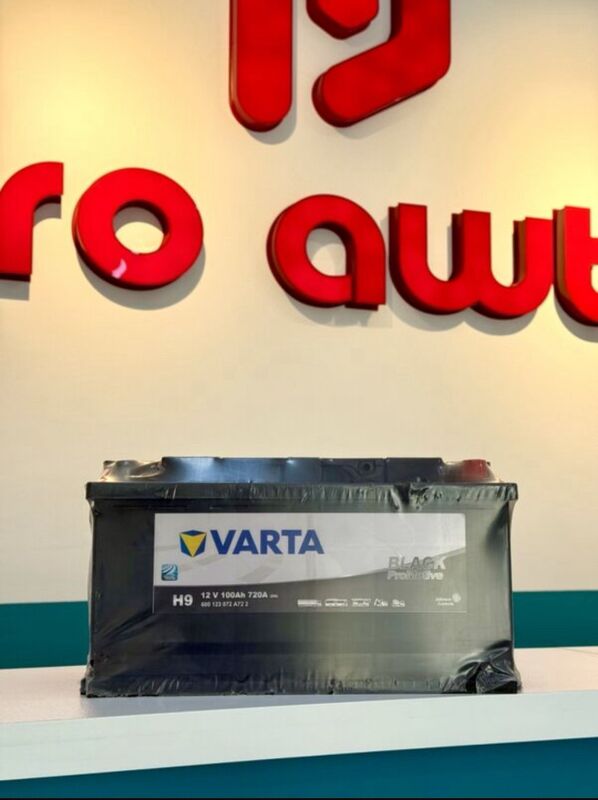 ro awt
VARTA
BLACK
ProMotive
H9
12 V 100Ah 720A
600 123 072 A72 2